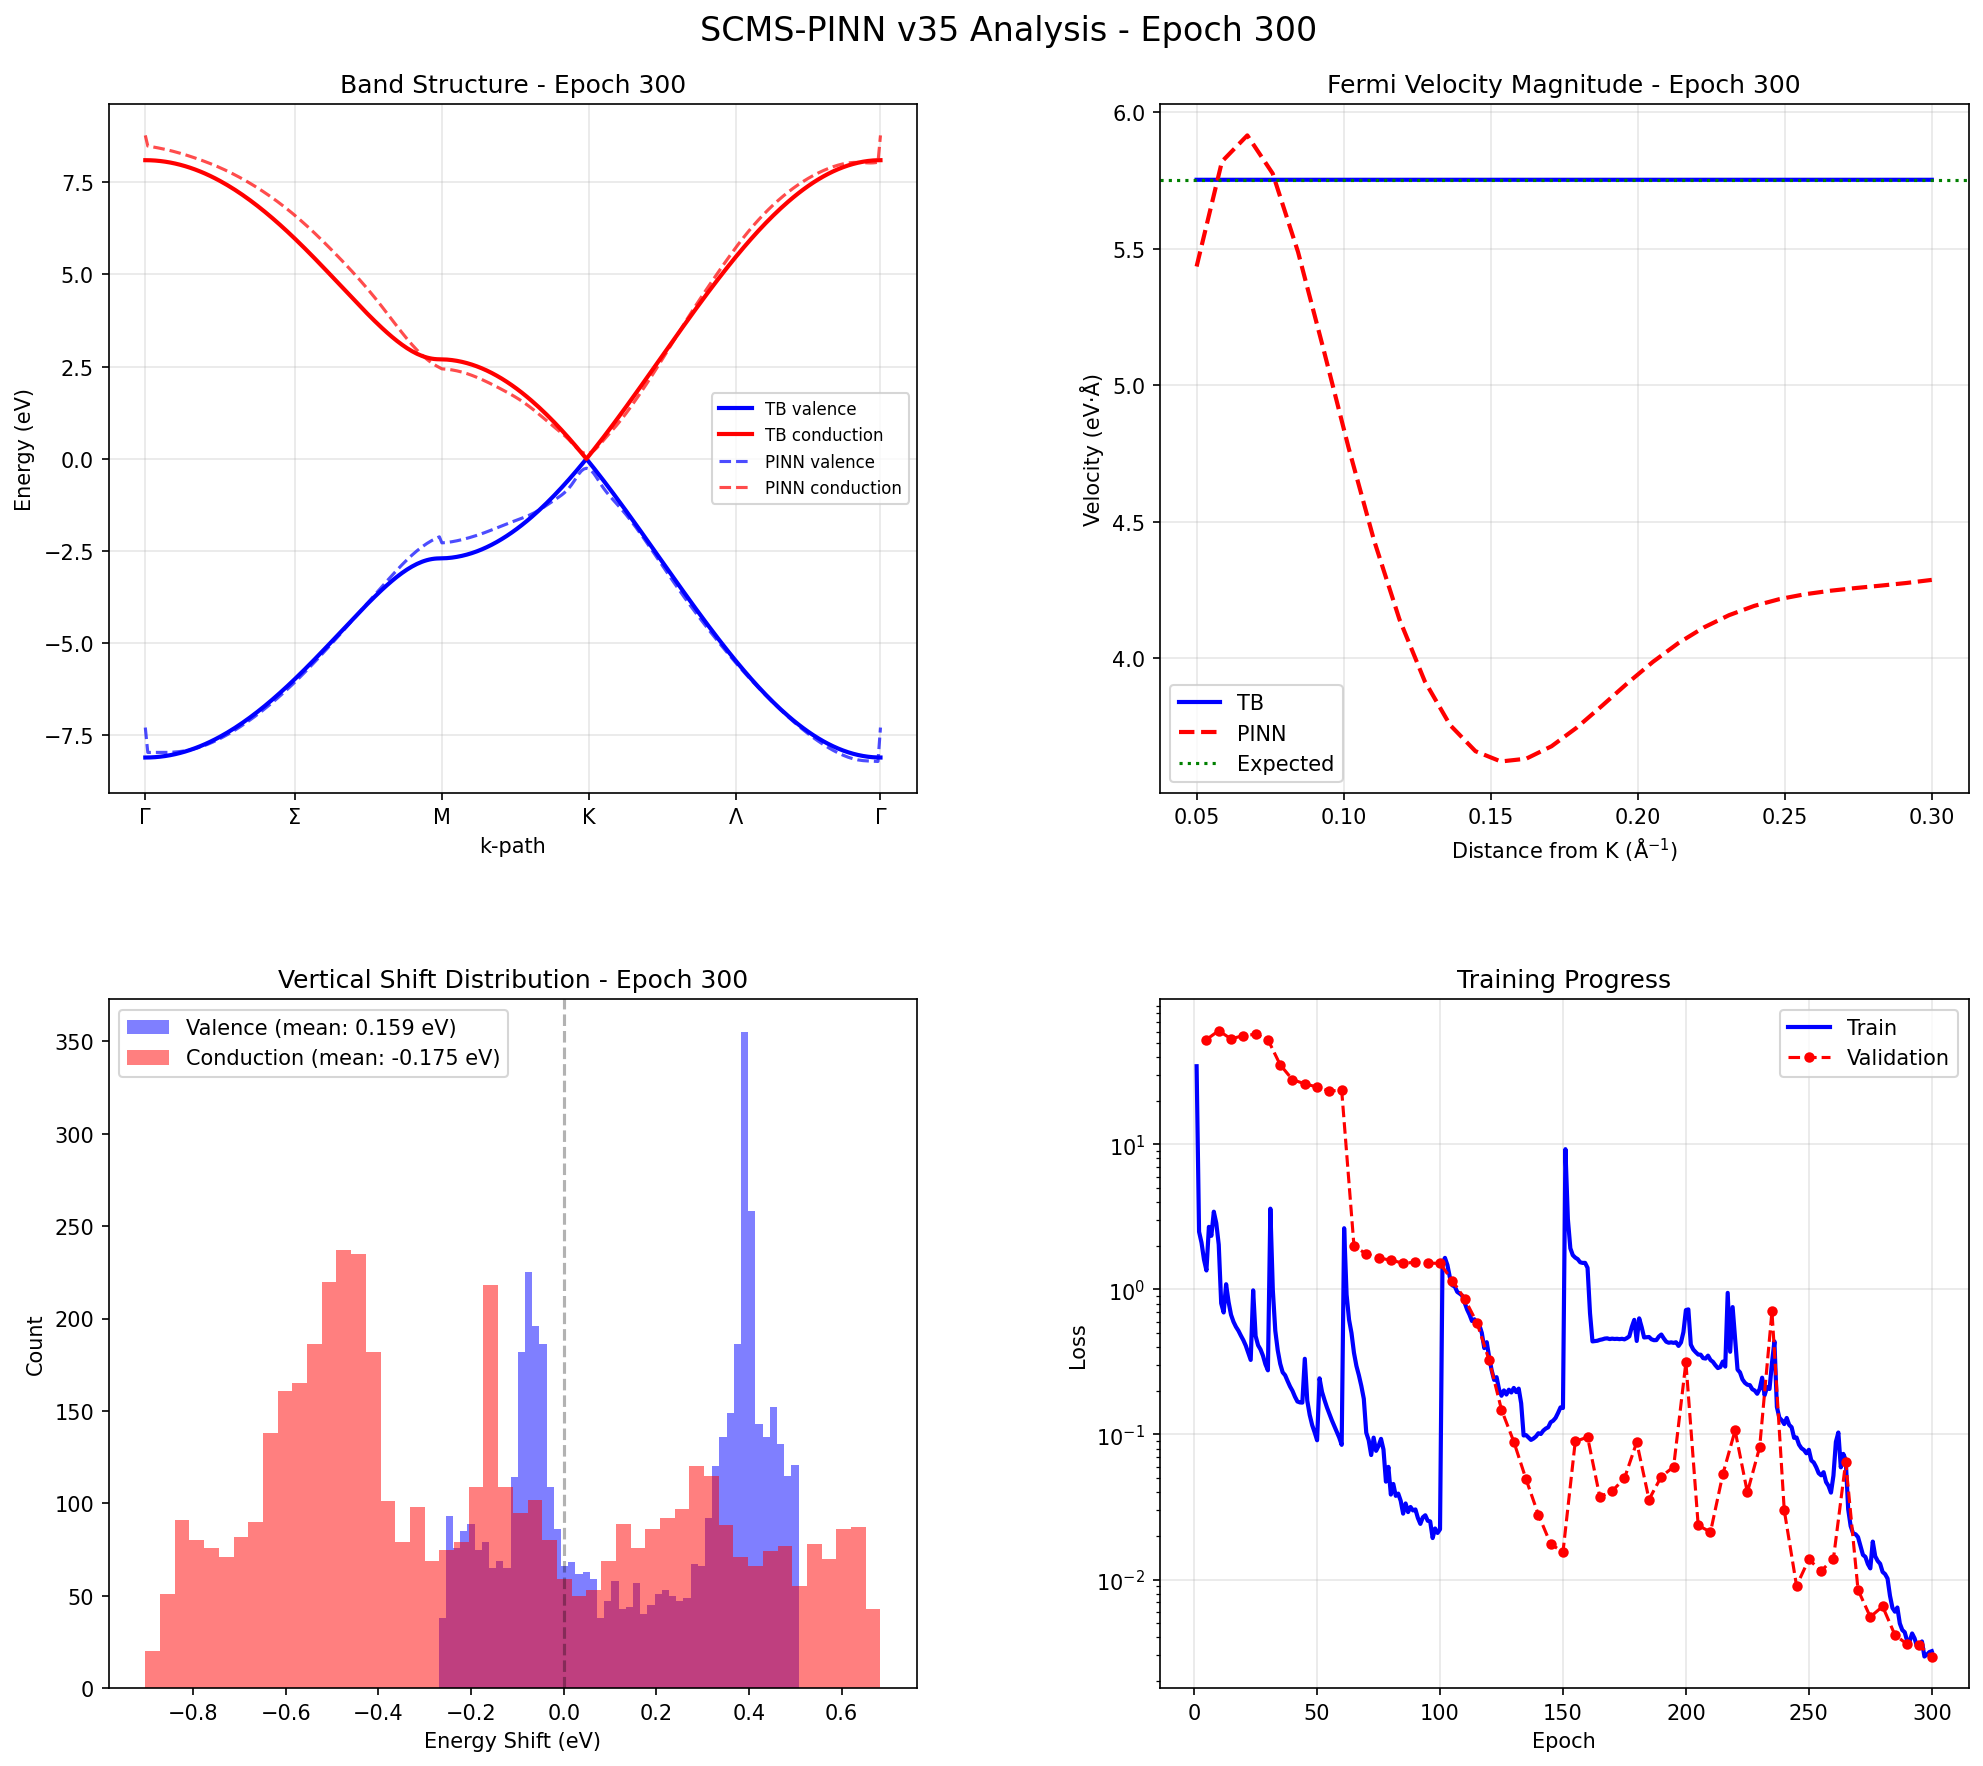 SCMS-PINN v35 Analysis - Epoch 300
Band Structure - Epoch 300
Energy (eV)
7.5
5.0
2.5
0.0
−2.5
−5.0
−7.5
TB valence
TB conduction
PINN valence
PINN conduction
Γ Σ M K Λ Γ
k-path
Fermi Velocity Magnitude - Epoch 300
Velocity (eV·Å)
6.0
5.5
5.0
4.5
4.0
TB
PINN
Expected
0.05 0.10 0.15 0.20 0.25 0.30
Distance from K (Å⁻¹)
Vertical Shift Distribution - Epoch 300
Valence (mean: 0.159 eV)
Conduction (mean: -0.175 eV)
Count
350
300
250
200
150
100
50
0
−0.8 −0.6 −0.4 −0.2 0.0 0.2 0.4 0.6
Energy Shift (eV)
Training Progress
Train
Validation
Loss
10¹
10⁰
10⁻¹
10⁻²
0 50 100 150 200 250 300
Epoch